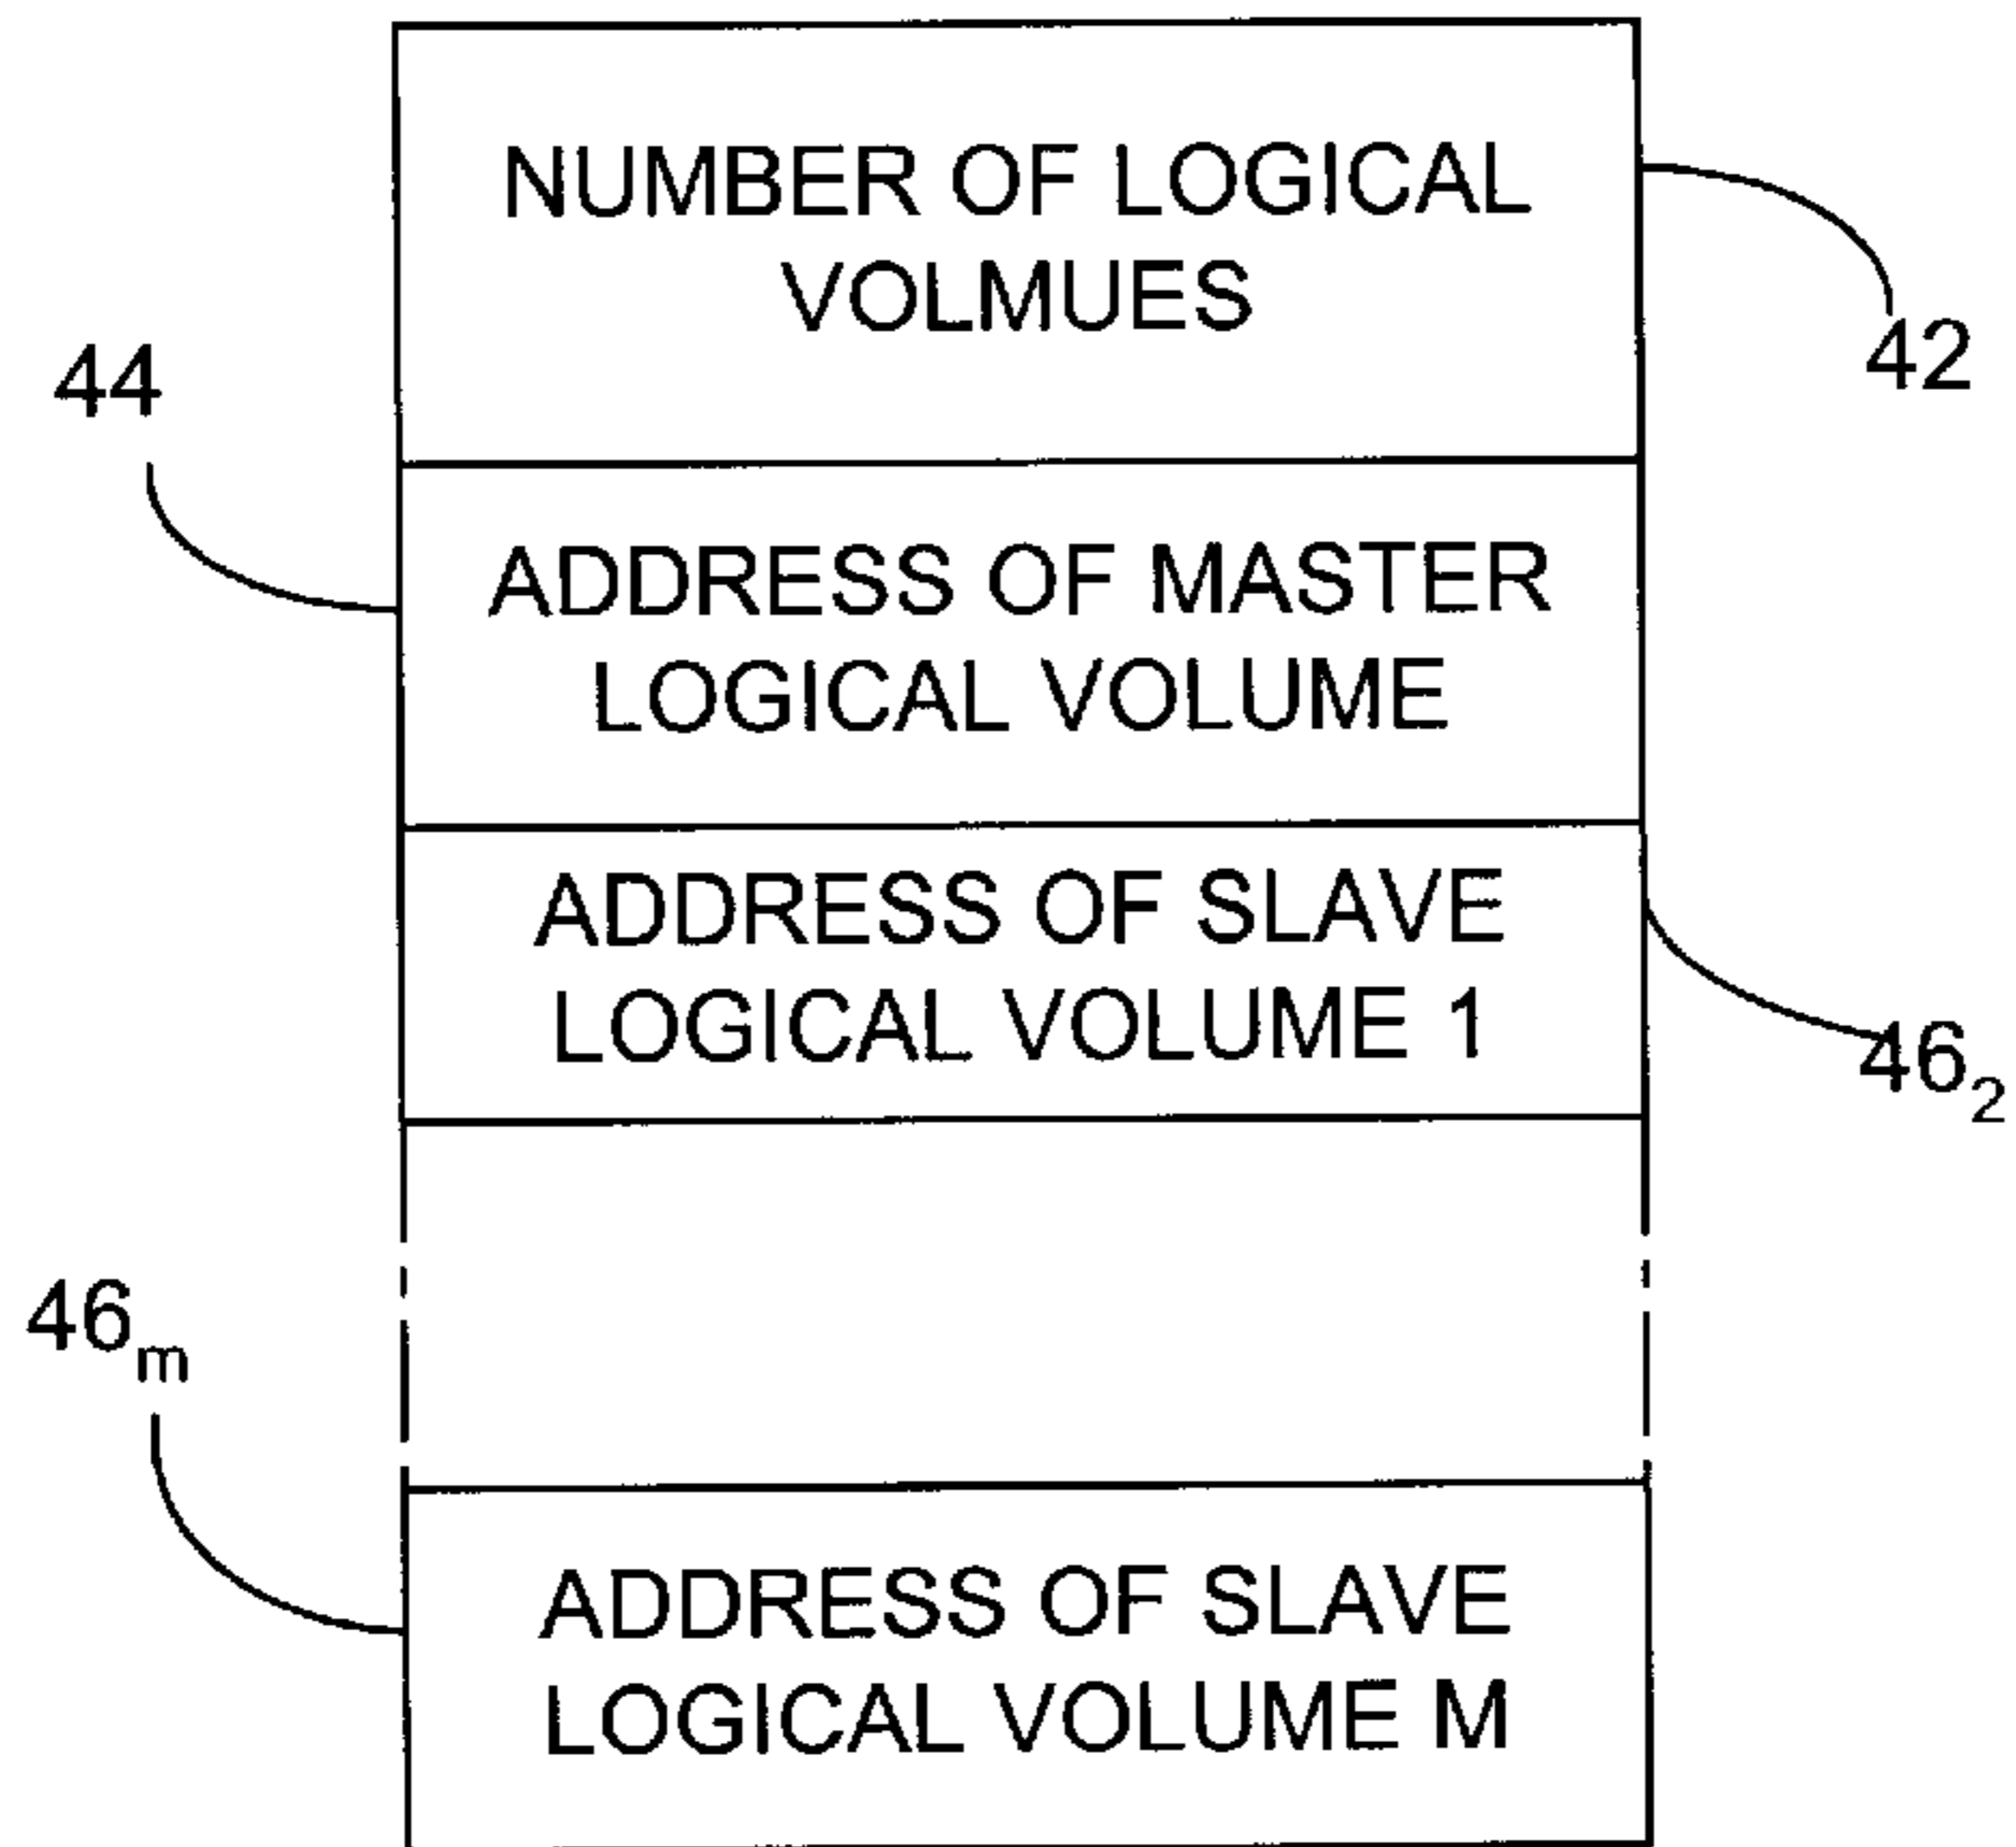 NUMBER OF LOGICAL
VOLMUES
42
44
ADDRESS OF MASTER
LOGICAL VOLUME
ADDRESS OF SLAVE
LOGICAL VOLUME 1
46₂
46ₘ
ADDRESS OF SLAVE
LOGICAL VOLUME M